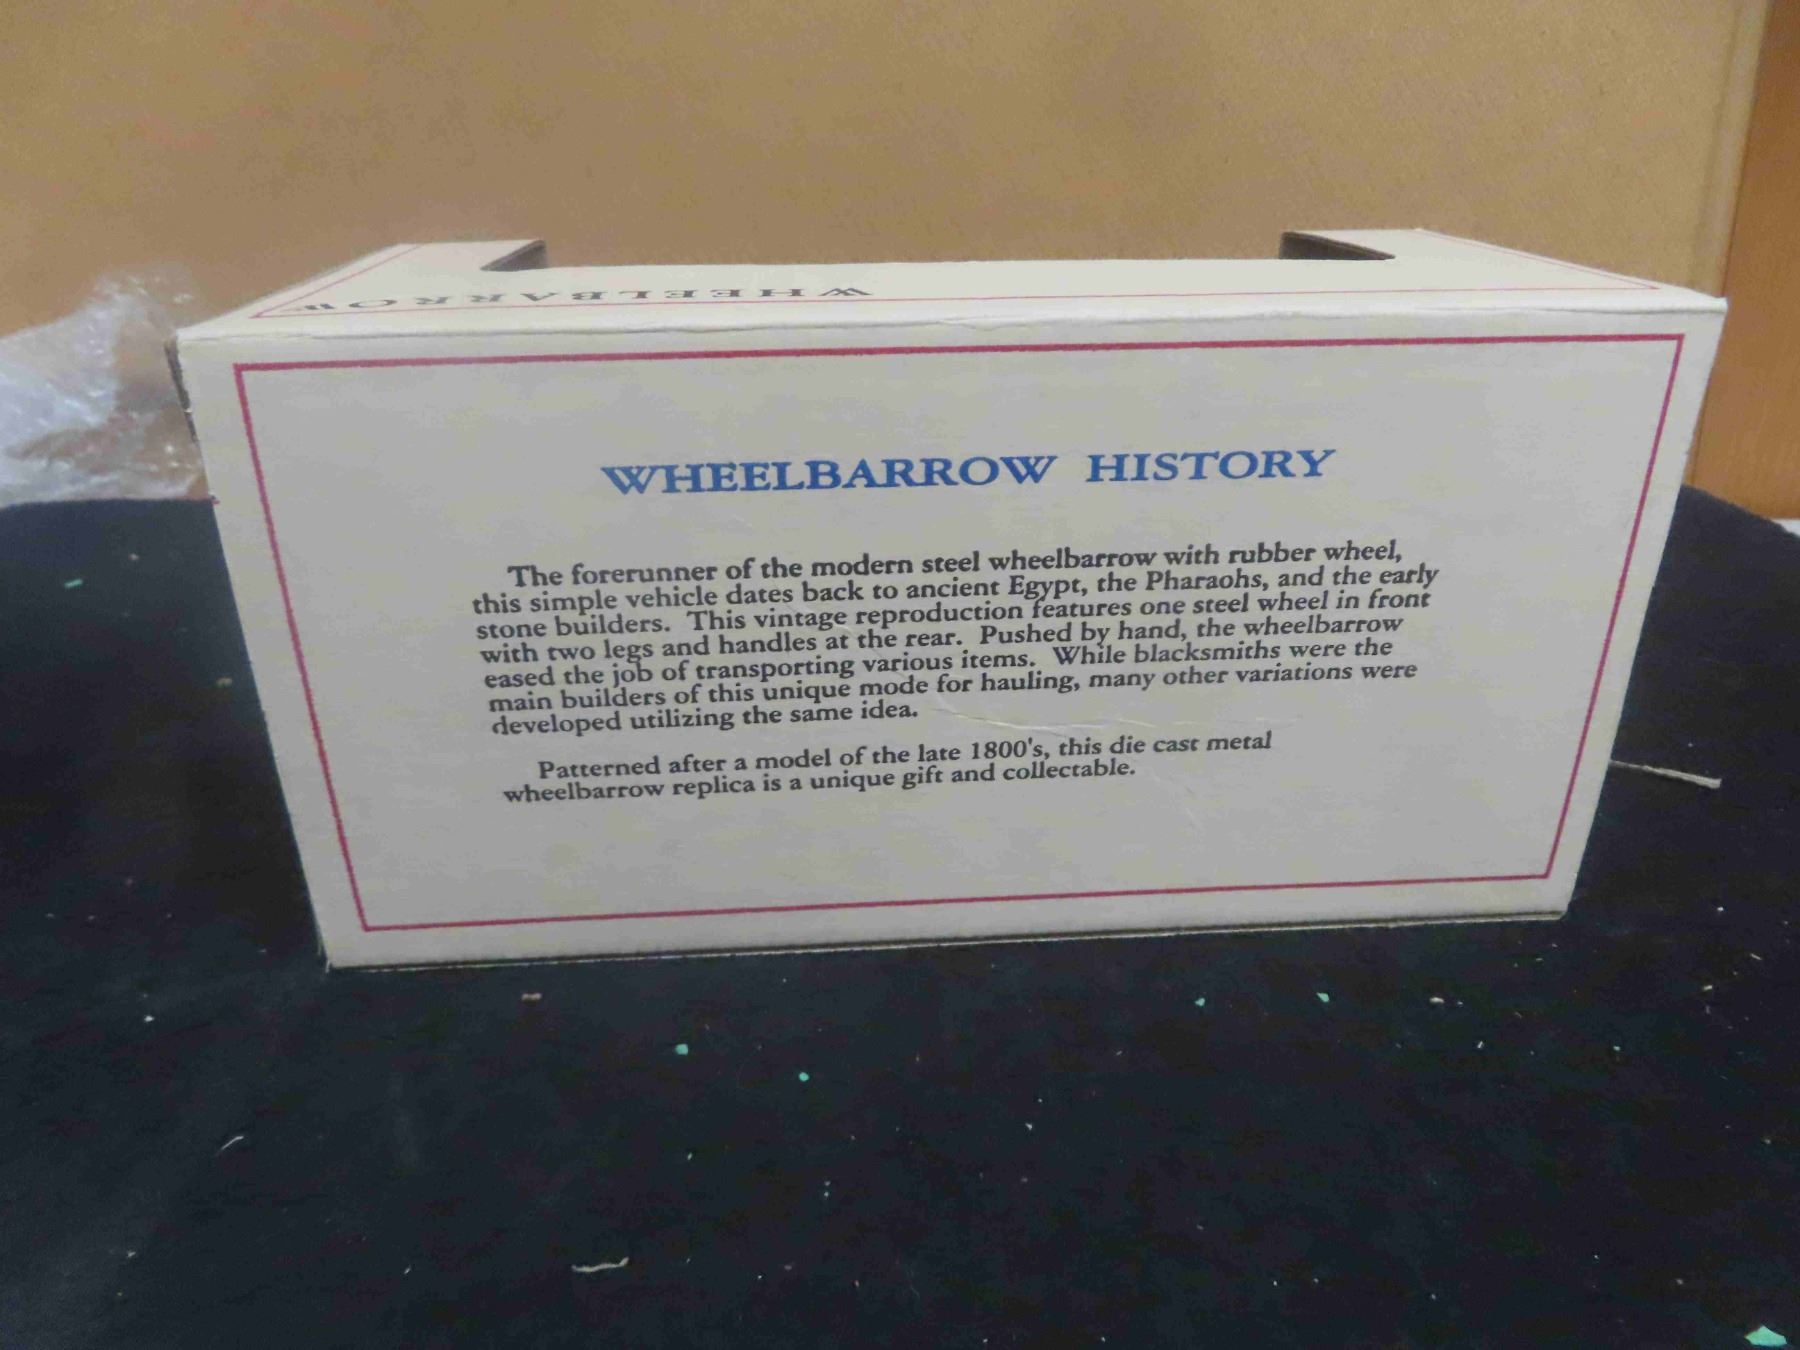 WHEELBARROW
WHEELBARROW HISTORY
The forerunner of the modern steel wheelbarrow with rubber wheel,
this simple vehicle dates back to ancient Egypt, the Pharaohs, and the early
stone builders. This vintage reproduction features one steel wheel in front
with two legs and handles at the rear. Pushed by hand, the wheelbarrow
eased the job of transporting various items. While blacksmiths were the
main builders of this unique mode for hauling, many other variations were
developed utilizing the same idea.
Patterned after a model of the late 1800's, this die cast metal
wheelbarrow replica is a unique gift and collectable.